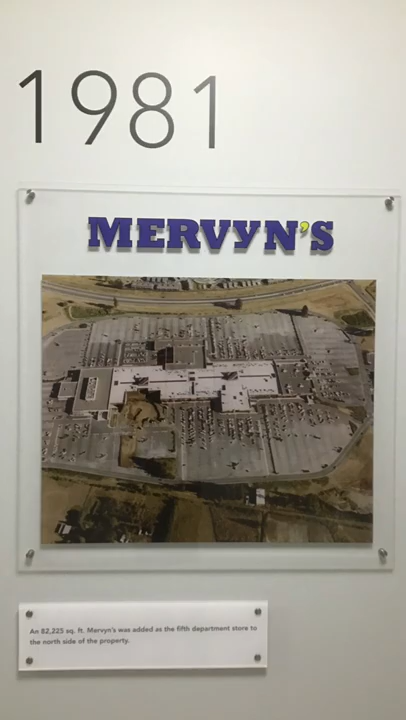 1981
MERVYN'S
An 82,225 sq. ft. Mervyn's was added as the fifth department store to
the north side of the property.